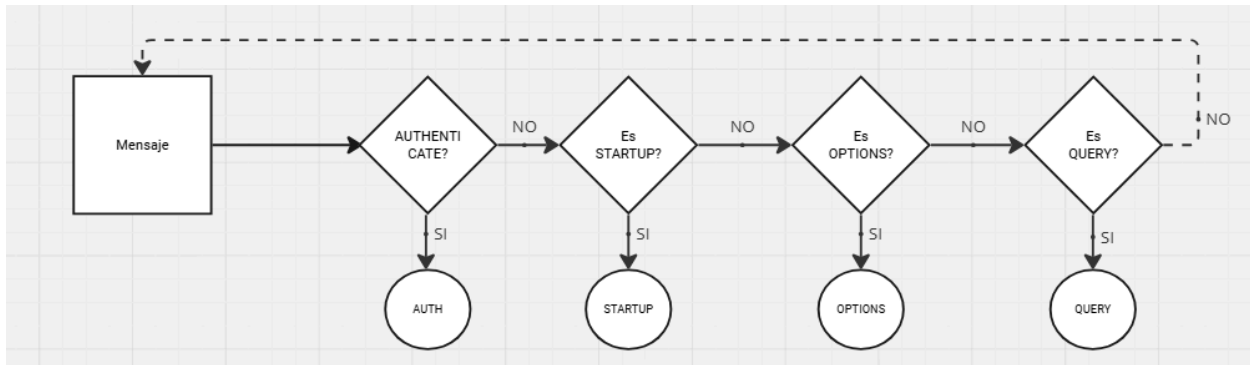 Mensaje
AUTHENTI
CATE?
NO
Es
STARTUP?
NO
Es
OPTIONS?
NO
Es
QUERY?
NO
SI
SI
SI
SI
AUTH
STARTUP
OPTIONS
QUERY